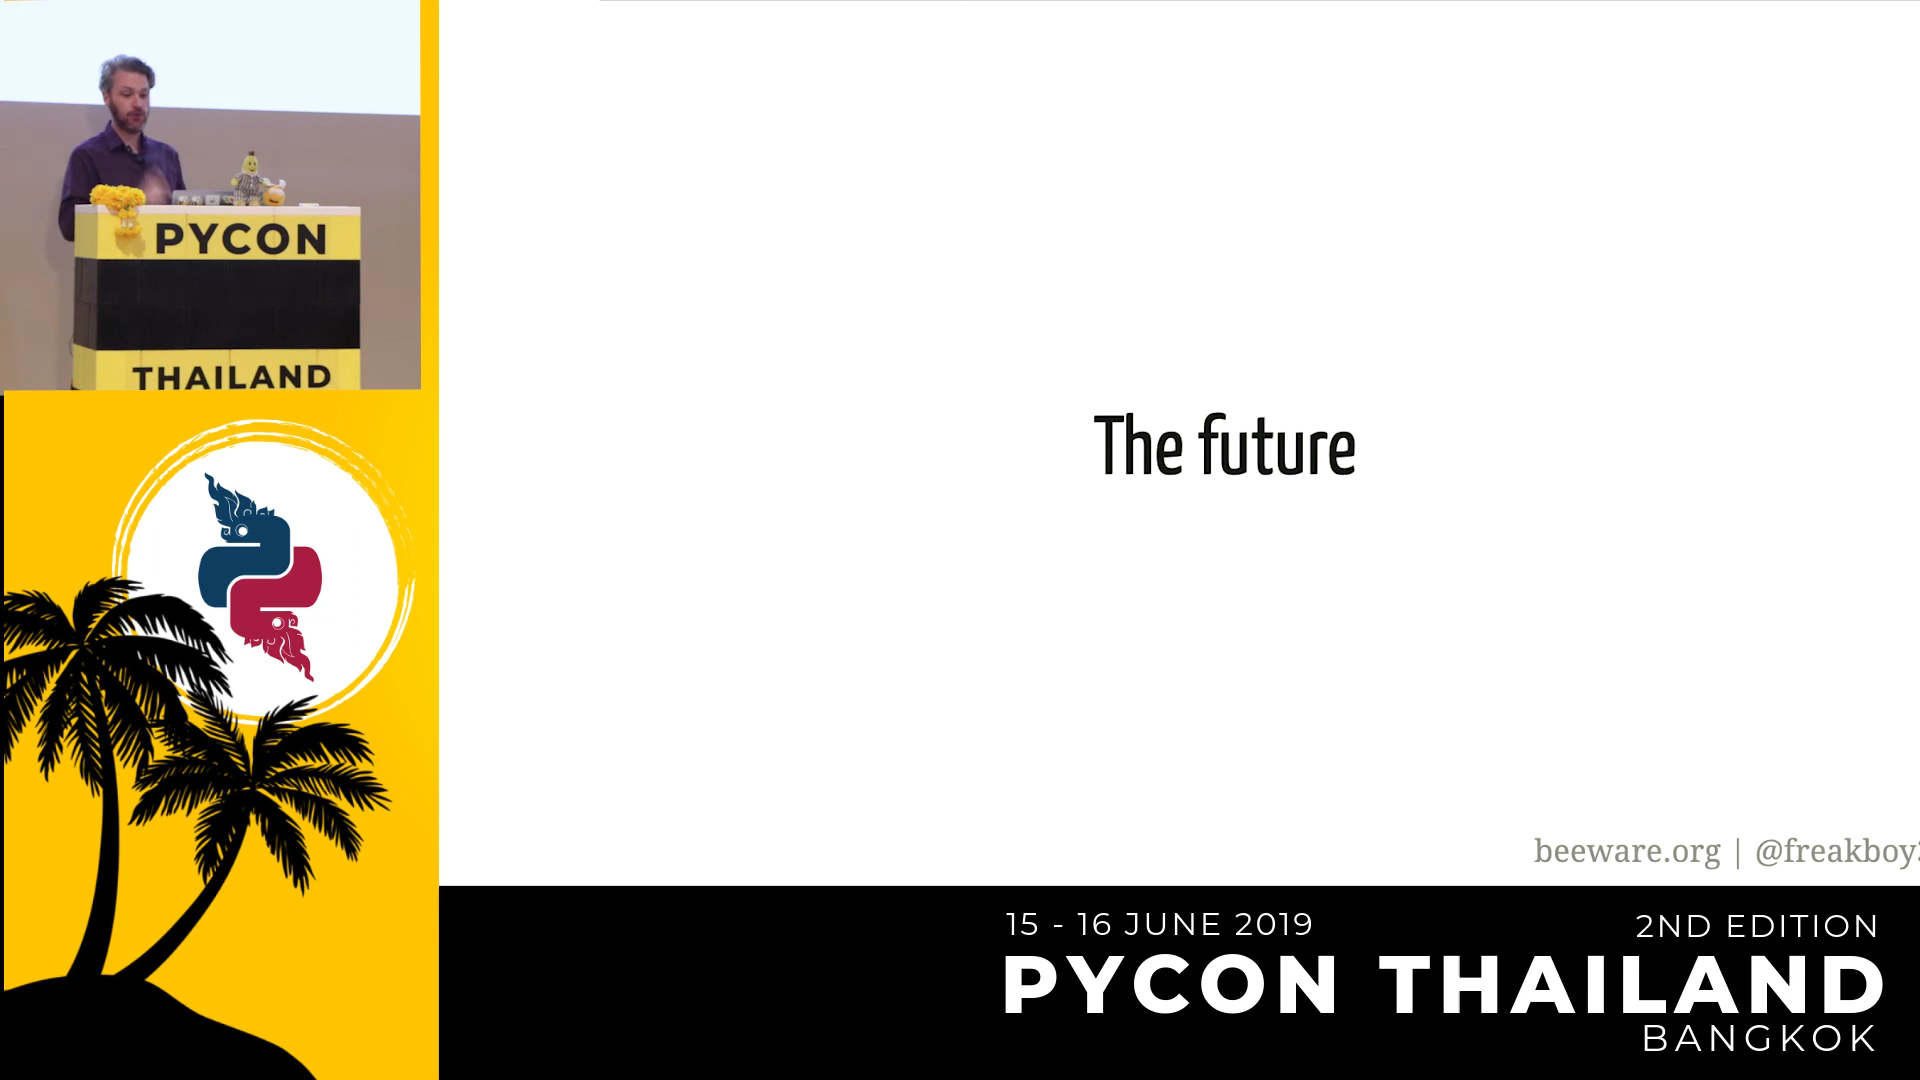 PYCON
THAILAND
The future
beeware.org | @freakboy
15 - 16 JUNE 2019
2ND EDITION
PYCON THAILAND
BANGKOK